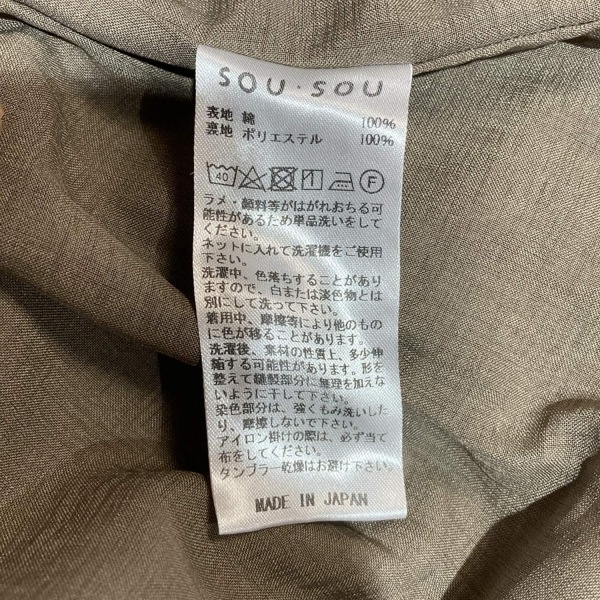 SOU・SOU
表地 綿 100%
裏地 ポリエステル 100%
40 F
ラメ・顔料等がはがれおちる可
能性があるため単品洗いをして
ください。
ネットに入れて洗濯機をご使用
下さい。
洗濯中、色落ちすることがあり
ますので、白または淡色物とは
別にして洗って下さい。
着用中、摩擦等により他のもの
に色が移ることがあります。
洗濯後、素材の性質上、多少伸
縮する可能性があります。形を
整えて縫製部分に無理を加えな
いように干して下さい。
染色部分は、強くもみ洗いした
り、摩擦しないで下さい。
アイロン掛けの際は、必ず当て
布をしてください。
タンブラー乾燥はお避け下さい。
MADE IN JAPAN